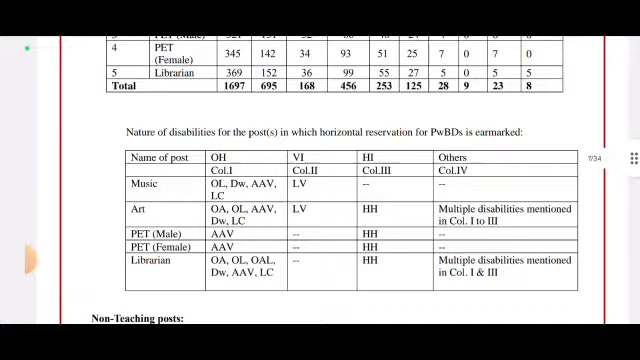 4 PET (Female) 345 142 34 93 51 25 7 0 7 0
5 Librarian 369 152 36 99 55 27 5 0 5 5
Total 1697 695 168 456 253 125 28 9 23 8
Nature of disabilities for the post(s) in which horizontal reservation for PwBDs is earmarked:
Name of post OH VI HI Others
Col.I Col.II Col.III Col.IV
Music OL, Dw, AAV, LC LV -- -- --
Art OA, OL, AAV, Dw, LC LV HH Multiple disabilities mentioned in Col. I to III
PET (Male) AAV -- HH --
PET (Female) AAV -- HH --
Librarian OA, OL, OAL, Dw, AAV, LC -- HH Multiple disabilities mentioned in Col. I & III
Non-Teaching posts:
7/34